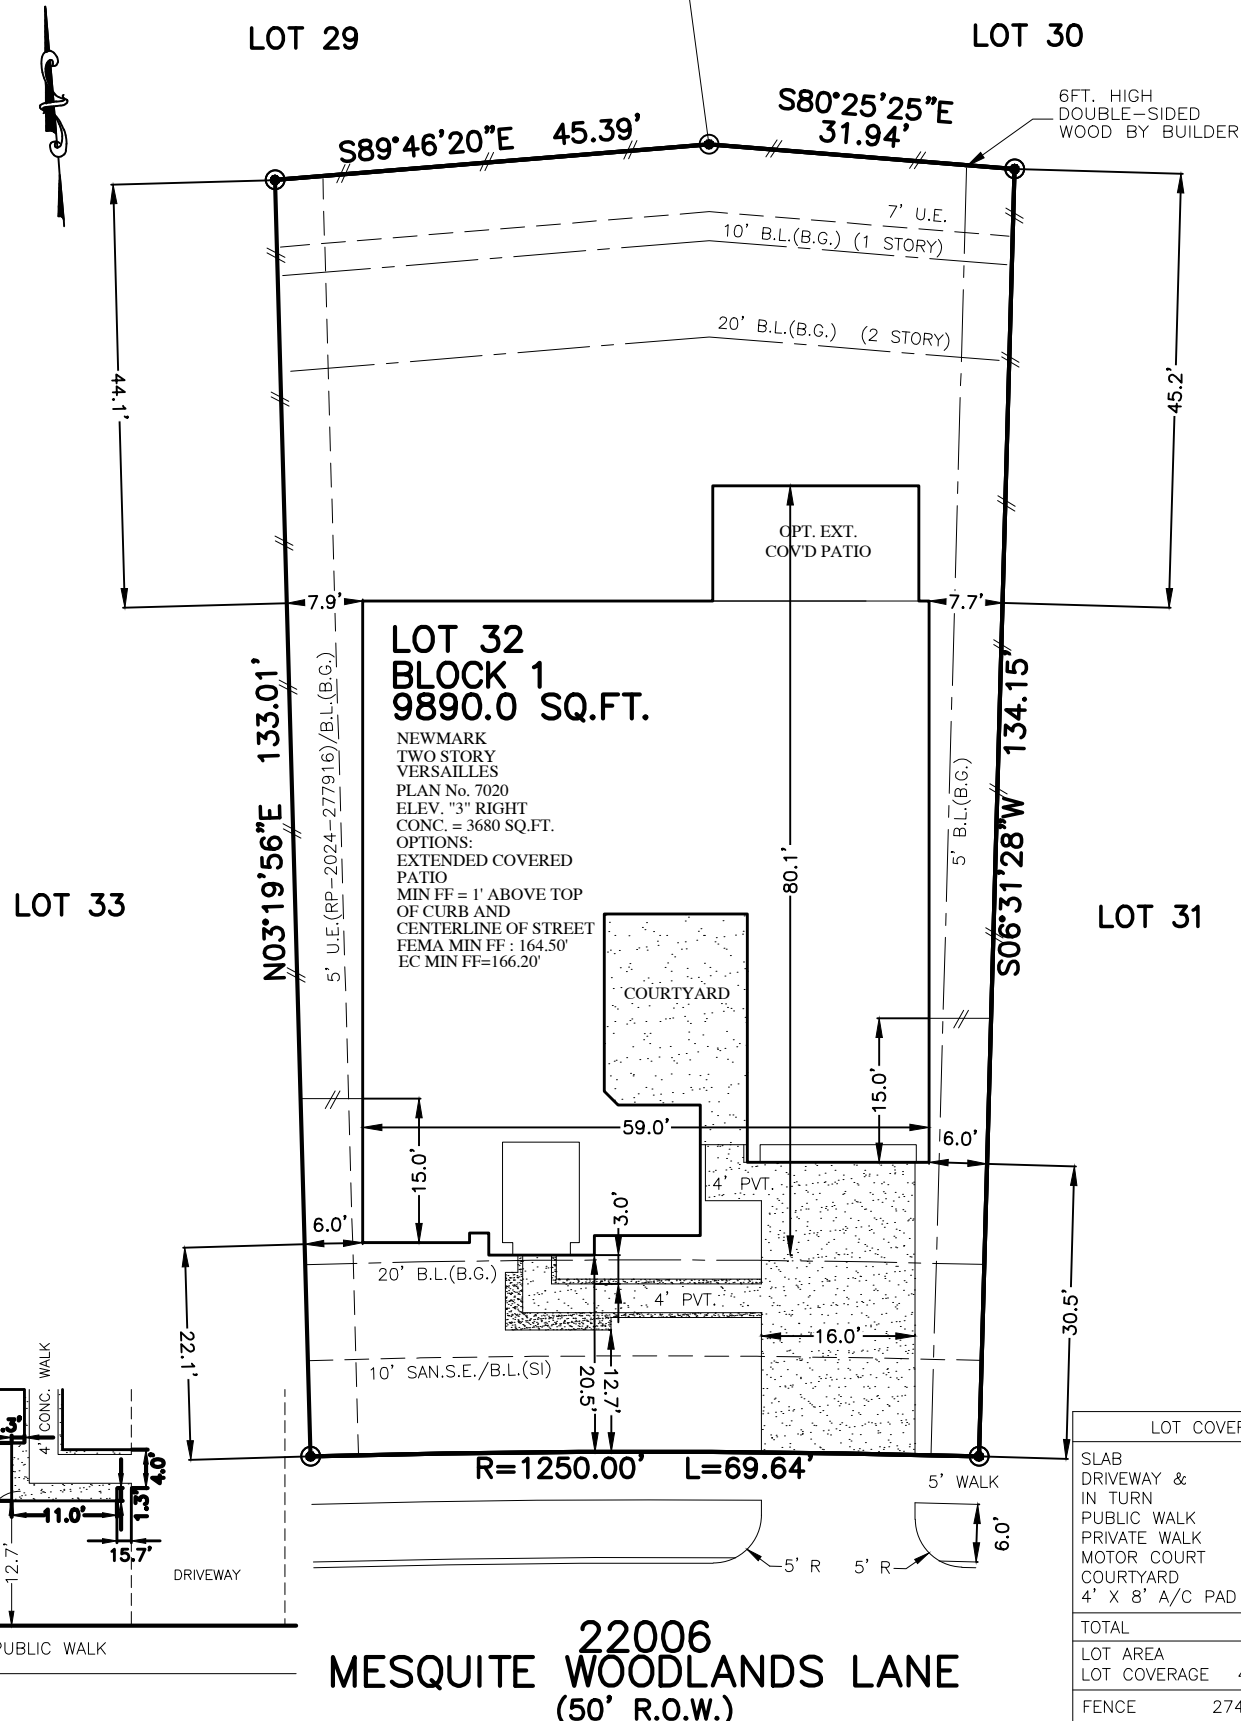 LOT 29
LOT 30
S89°46'20"E 45.39'
S80°25'25"E
31.94'
6FT. HIGH
DOUBLE-SIDED
WOOD BY BUILDER
7' U.E.
10' B.L.(B.G.) (1 STORY)
20' B.L.(B.G.) (2 STORY)
44.1'
45.2'
OPT. EXT.
COV'D PATIO
7.9'
7.7'
LOT 32
BLOCK 1
9890.0 SQ.FT.
NEWMARK
TWO STORY
VERSAILLES
PLAN No. 7020
ELEV. "3" RIGHT
CONC. = 3680 SQ.FT.
OPTIONS:
EXTENDED COVERED
PATIO
MIN FF = 1' ABOVE TOP
OF CURB AND
CENTERLINE OF STREET
FEMA MIN FF : 164.50'
EC MIN FF=166.20'
N03°19'56"E 133.01'
5' U.E.(RP-2024-277916)/B.L.(B.G.)
80.1'
5' B.L.(B.G.)
S06°31'28"W 134.15'
LOT 33
LOT 31
COURTYARD
15.0'
59.0'
15.0'
6.0'
4' PVT.
3.0'
6.0'
20' B.L.(B.G.)
4' PVT.
16.0'
22.1'
30.5'
10' SAN.S.E./B.L.(SI)
20.5'
12.7'
R=1250.00' L=69.64'
5' WALK
6.0'
5' R
5' R
4' CONC. WALK
.3'
4.0'
1.3'
11.0'
15.7'
12.7'
DRIVEWAY
PUBLIC WALK
22006
MESQUITE WOODLANDS LANE
(50' R.O.W.)
LOT COVER
SLAB
DRIVEWAY &
IN TURN
PUBLIC WALK
PRIVATE WALK
MOTOR COURT
COURTYARD
4' X 8' A/C PAD
TOTAL
LOT AREA
LOT COVERAGE 4
FENCE 274